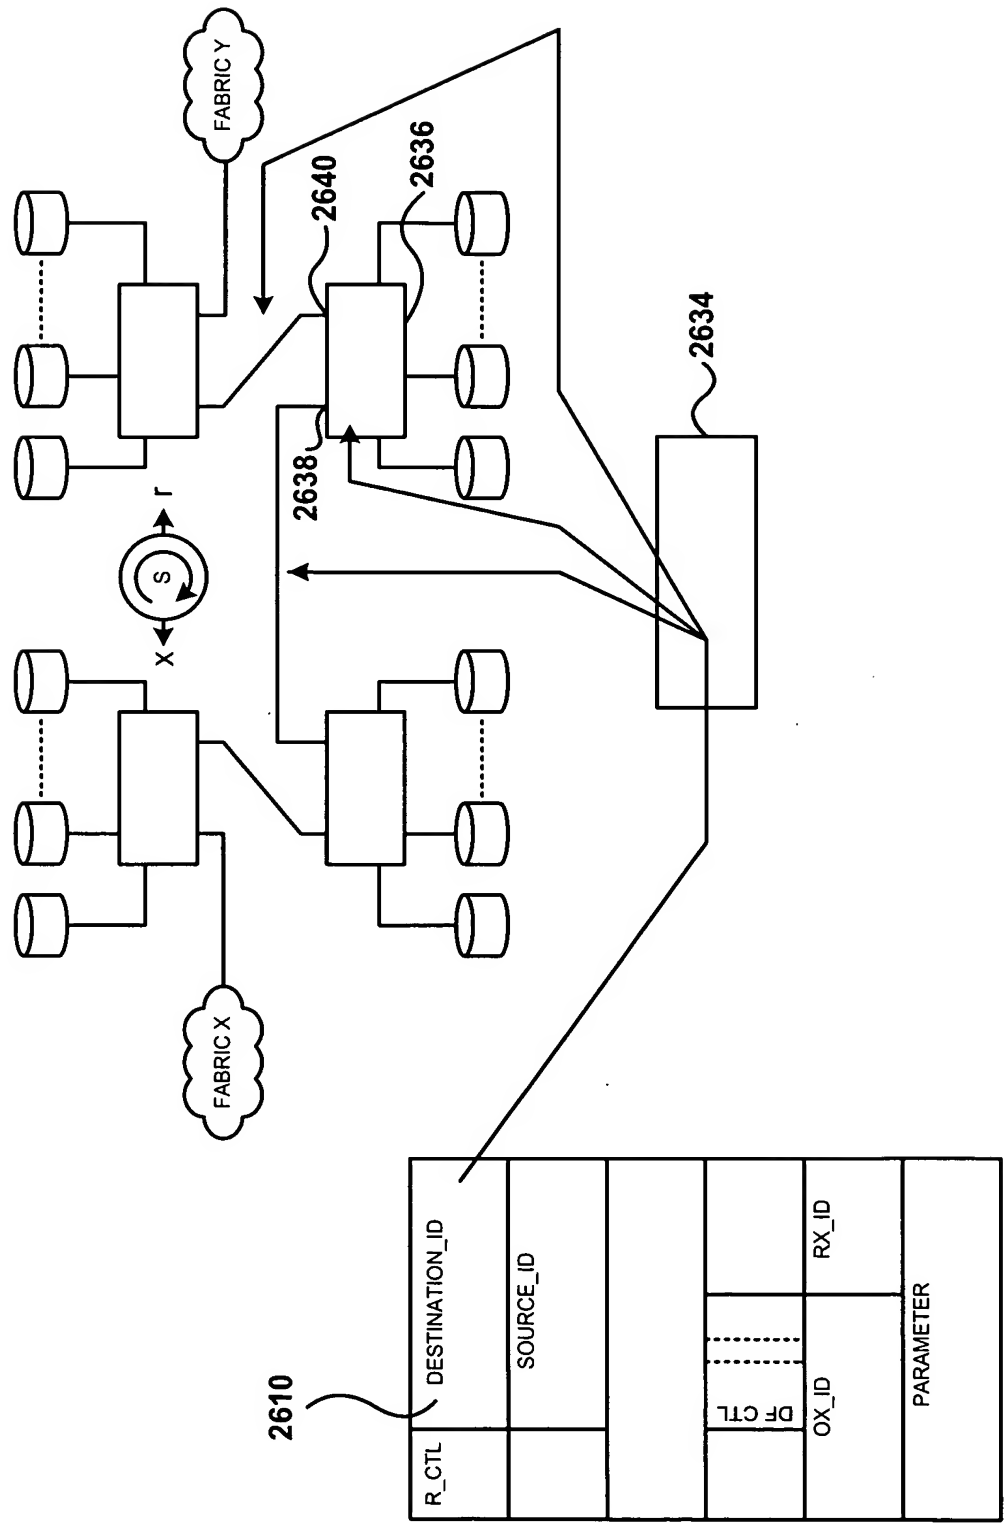 X
S
r
FABRIC X
FABRIC Y
2638
2640
2636
2634
2610
R_CTL DESTINATION_ID
SOURCE_ID
DF CTL
OX_ID RX_ID
PARAMETER